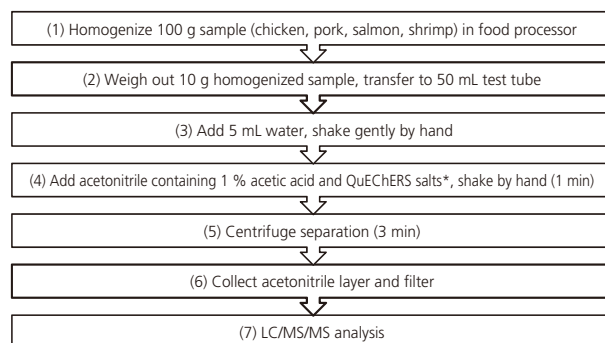 (1) Homogenize 100 g sample (chicken, pork, salmon, shrimp) in food processor
(2) Weigh out 10 g homogenized sample, transfer to 50 mL test tube
(3) Add 5 mL water, shake gently by hand
(4) Add acetonitrile containing 1 % acetic acid and QuEChERS salts*, shake by hand (1 min)
(5) Centrifuge separation (3 min)
(6) Collect acetonitrile layer and filter
(7) LC/MS/MS analysis